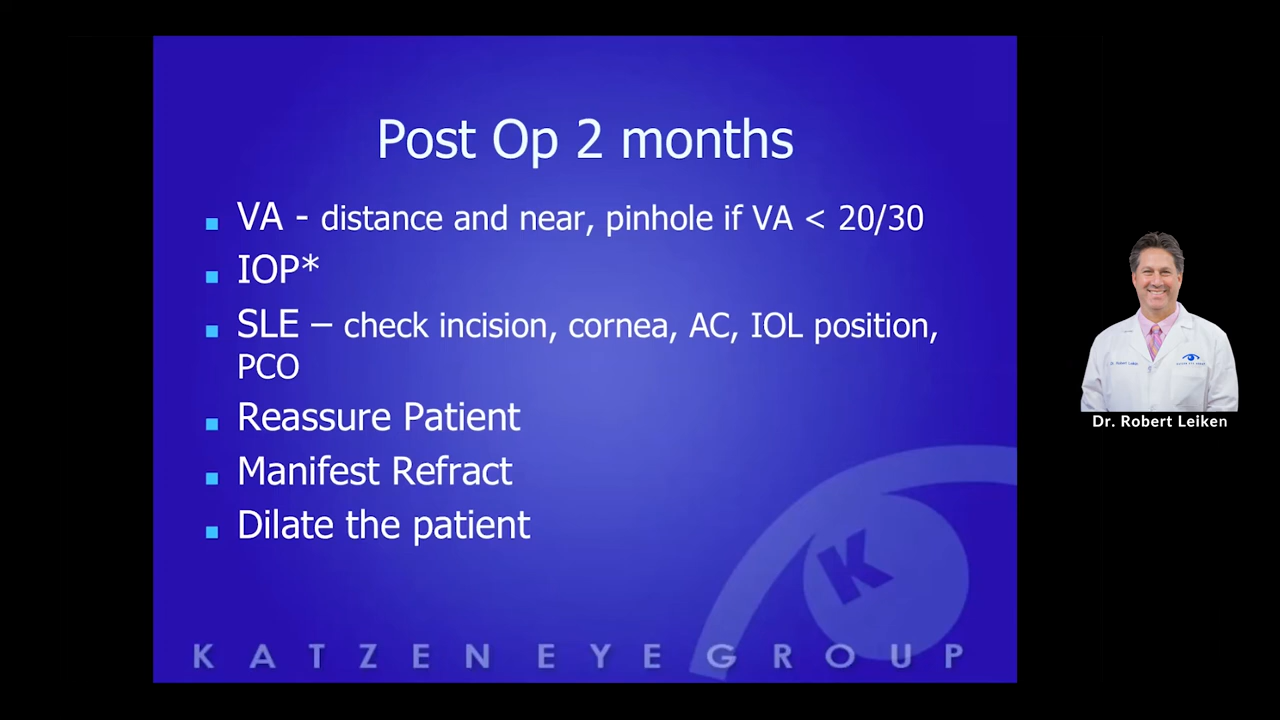 Post Op 2 months
VA - distance and near, pinhole if VA < 20/30
IOP*
SLE – check incision, cornea, AC, IOL position,
PCO
Reassure Patient
Manifest Refract
Dilate the patient
K
KATZEN EYE GROUP
Dr. Robert Leiken